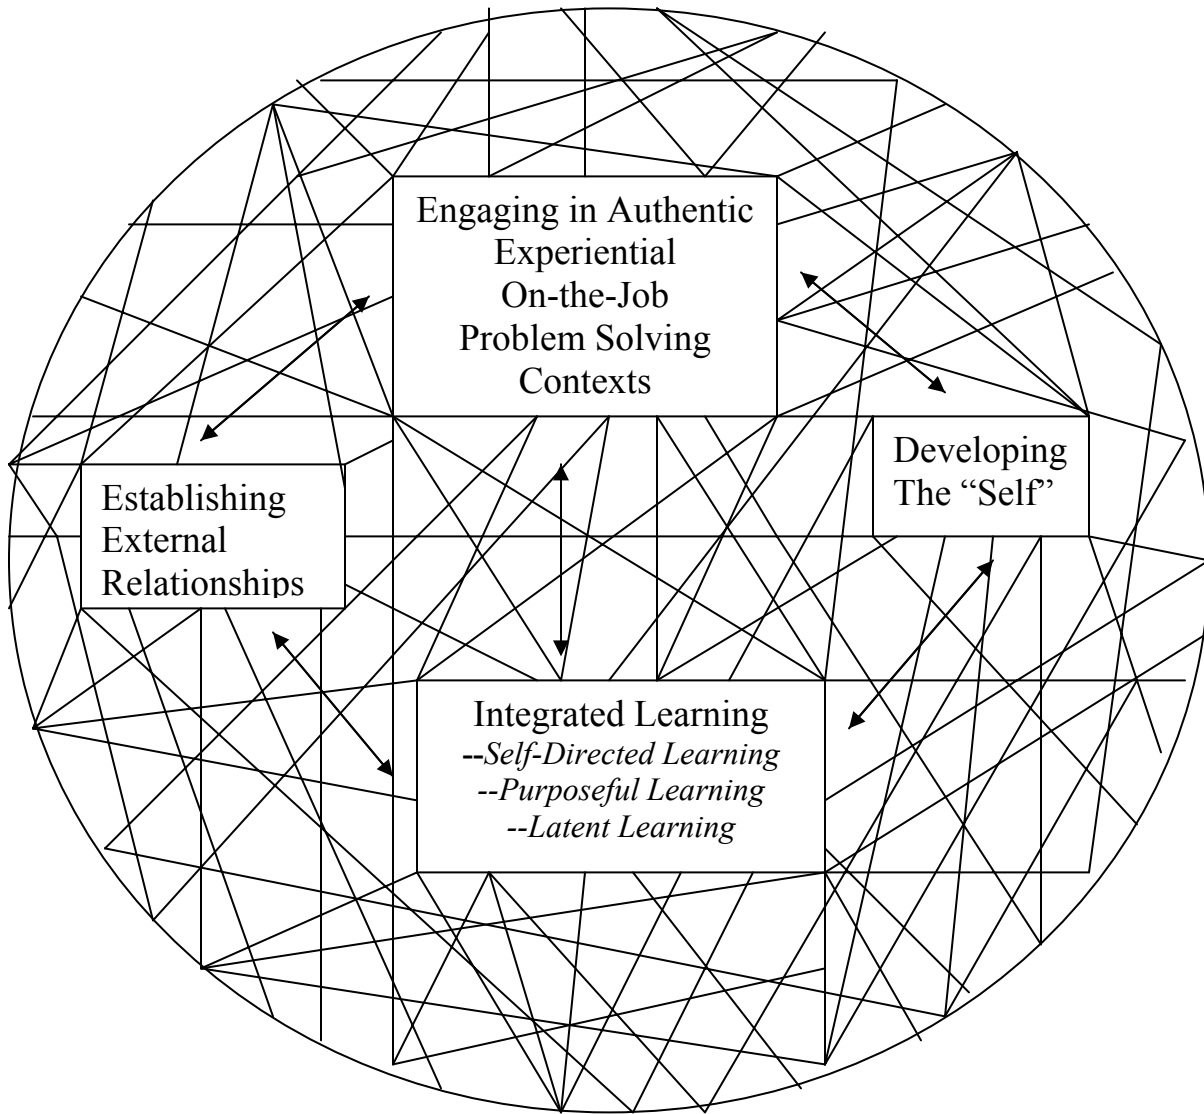 Engaging in Authentic
Experiential
On-the-Job
Problem Solving
Contexts
Developing
The “Self”
Establishing
External
Relationships
Integrated Learning
--Self-Directed Learning
--Purposeful Learning
--Latent Learning